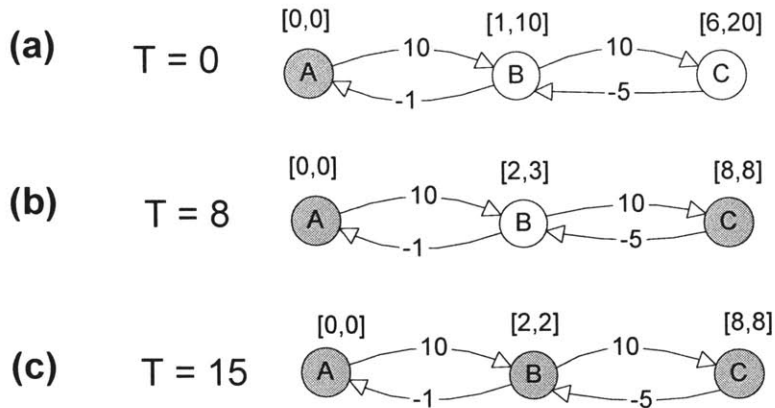 [0,0] [1,10] [6,20]
(a) T = 0 A 10 B 10 C
-1 -5
[0,0] [2,3] [8,8]
(b) T = 8 A 10 B 10 C
-1 -5
[0,0] [2,2] [8,8]
(c) T = 15 A 10 B 10 C
-1 -5